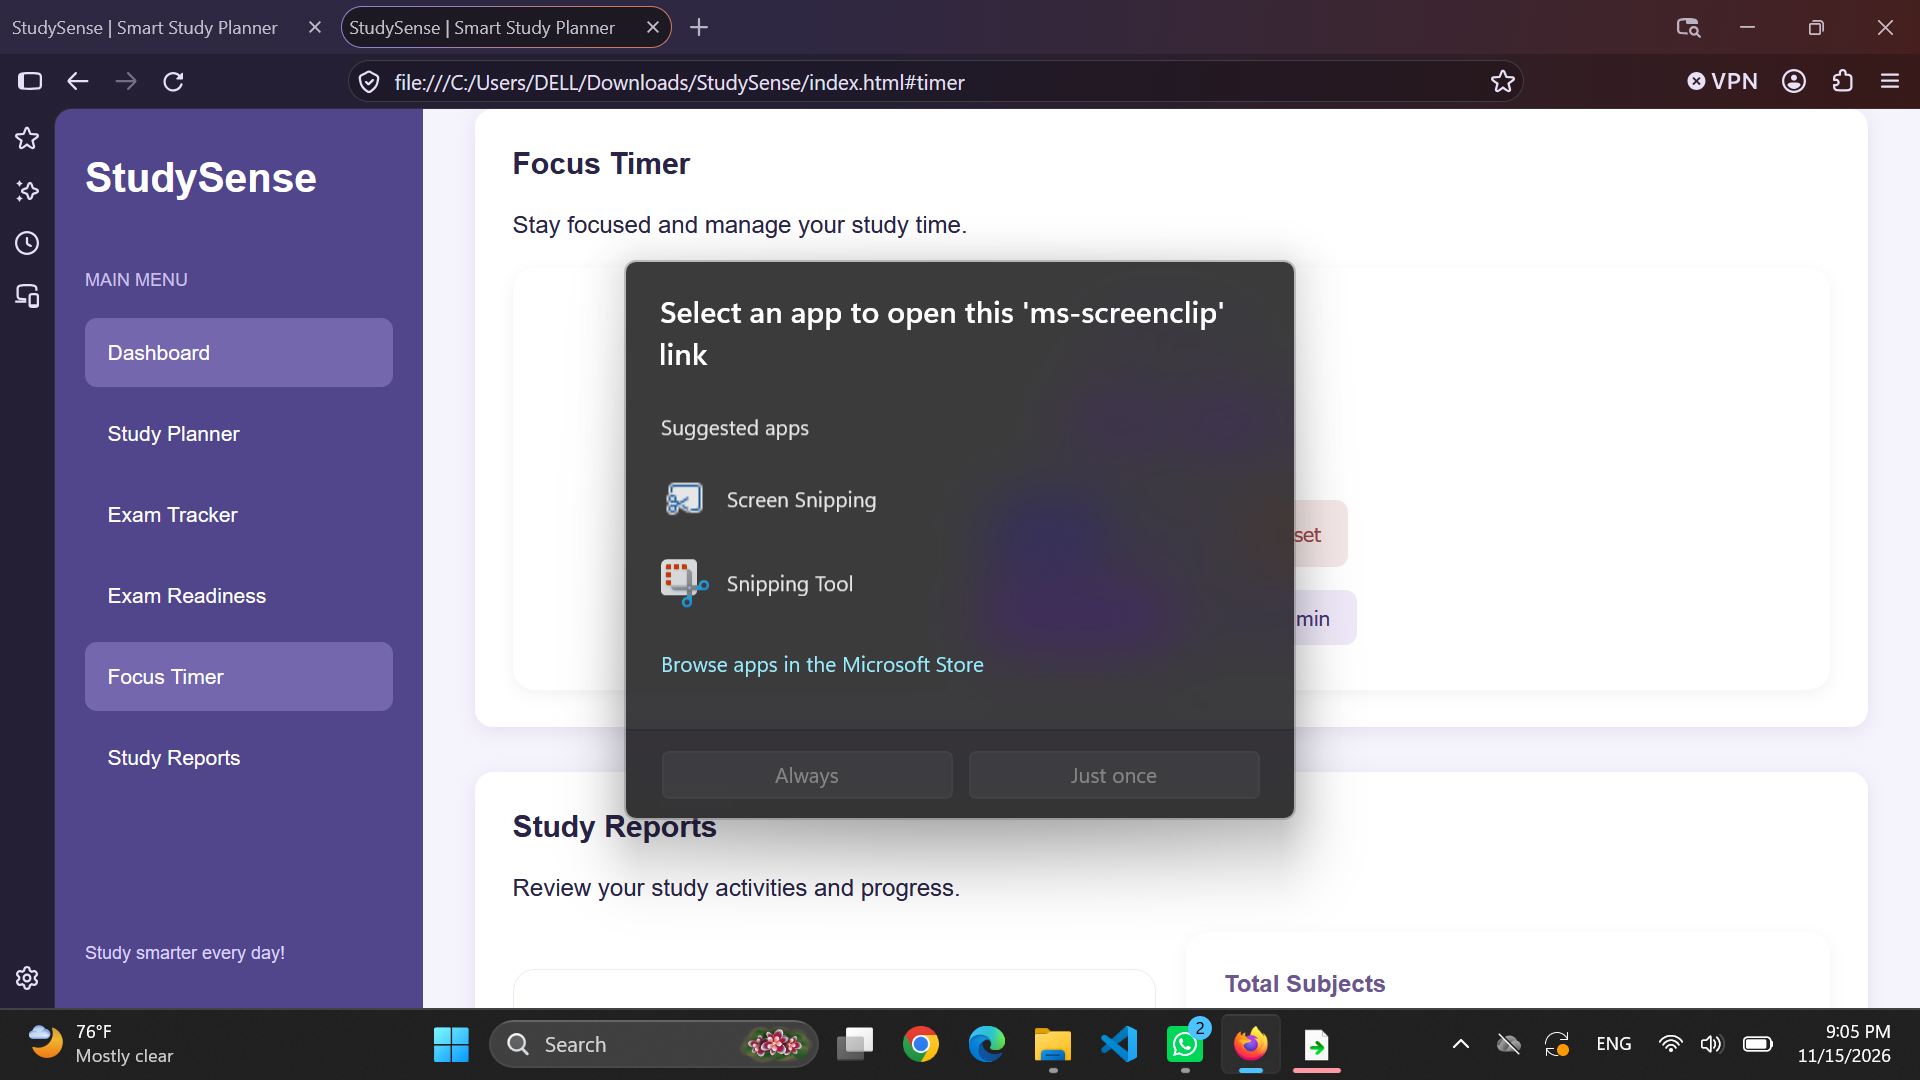 StudySense | Smart Study Planner
StudySense | Smart Study Planner
file:///C:/Users/DELL/Downloads/StudySense/index.html#timer
VPN
StudySense
MAIN MENU
Dashboard
Study Planner
Exam Tracker
Exam Readiness
Focus Timer
Study Reports
Study smarter every day!
Focus Timer
Stay focused and manage your study time.
Select an app to open this 'ms-screenclip'
link
Suggested apps
Screen Snipping
Snipping Tool
Browse apps in the Microsoft Store
Always
Just once
set
min
Study Reports
Review your study activities and progress.
Total Subjects
76°F
Mostly clear
Search
2
ENG
9:05 PM
11/15/2026